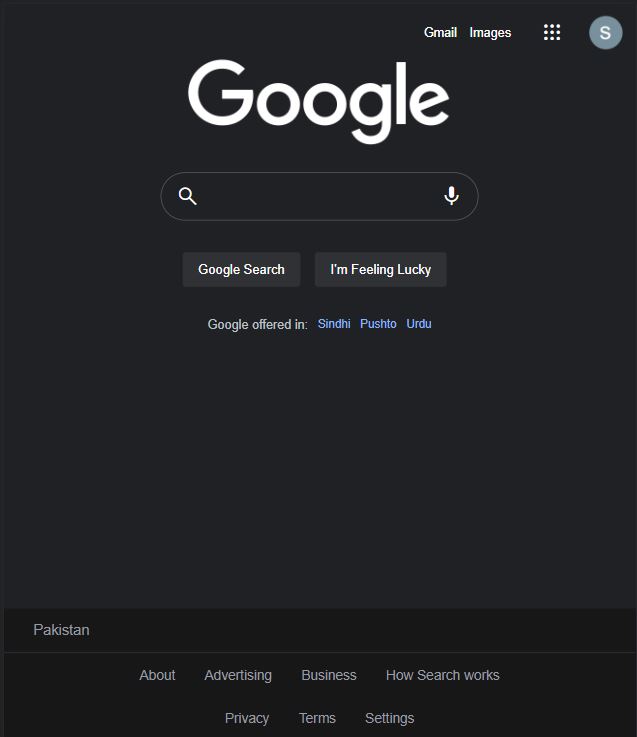 Gmail Images S
Google
Google Search I'm Feeling Lucky
Google offered in: Sindhi Pushto Urdu
Pakistan
About Advertising Business How Search works
Privacy Terms Settings